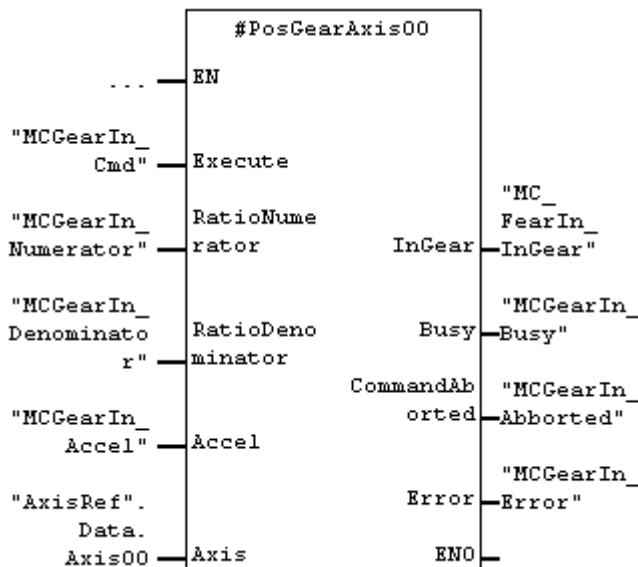 #PosGearAxis00
... EN
"MCGearIn_
Cmd" Execute
"MCGearIn_
Numerator"
RatioNume
rator
"MC_
FearIn_
InGear"
InGear
"MCGearIn_
Denominato
r"
RatioDeno
minator
Busy
"MCGearIn_
Busy"
CommandAb
orted
"MCGearIn_
Abborted"
"MCGearIn_
Accel" Accel
Error
"MCGearIn_
Error"
"AxisRef".
Data.
Axis00 Axis
ENO